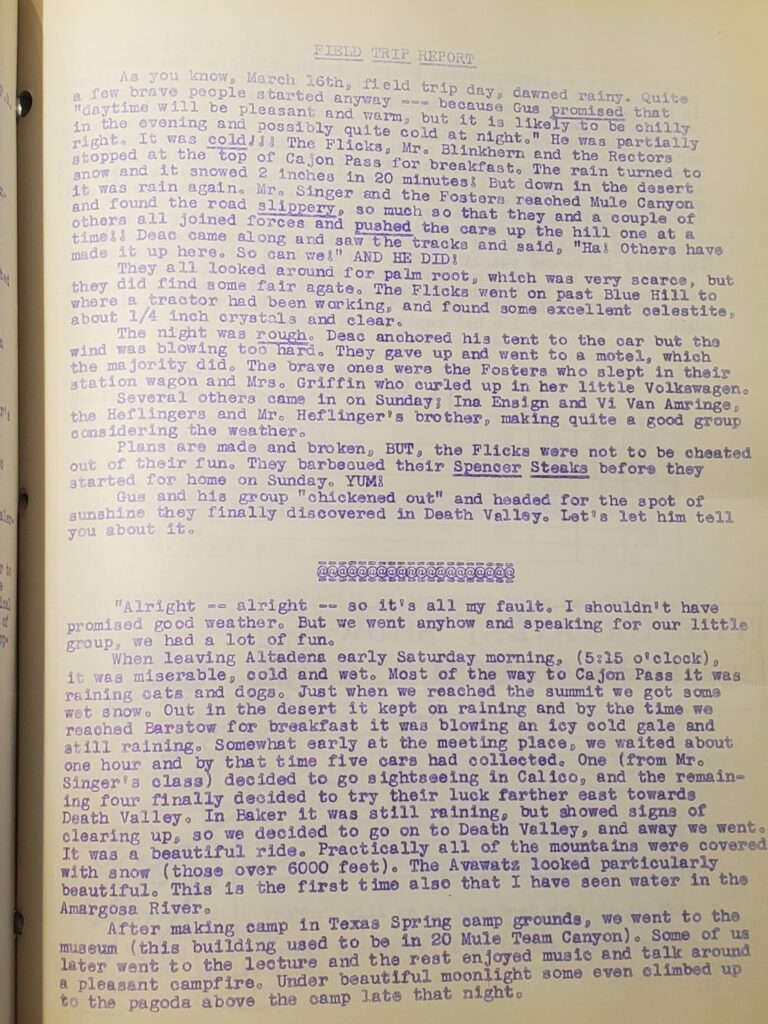 FIELD TRIP REPORT
As you know, March 16th, field trip day, dawned rainy. Quite
a few brave people started anyway --- because Gus promised that
"daytime will be pleasant and warm, but it is likely to be chilly
in the evening and possibly quite cold at night." He was partially
right. It was cold!!! The Flicks, Mr. Blinkhern and the Rectors
stopped at the top of Cajon Pass for breakfast. The rain turned to
snow and it snowed 2 inches in 20 minutes! But down in the desert
it was rain again. Mr. Singer and the Fosters reached Mule Canyon
and found the road slippery, so much so that they and a couple of
others all joined forces and pushed the cars up the hill one at a
time!! Deac came along and saw the tracks and said, "Ha! Others have
made it up here. So can we!" AND HE DID!
They all looked around for palm root, which was very scarce, but
they did find some fair agate. The Flicks went on past Blue Hill to
where a tractor had been working, and found some excellent celestite,
about 1/4 inch crystals and clear.
The night was rough. Deac anchored his tent to the car but the
wind was blowing too hard. They gave up and went to a motel, which
the majority did. The brave ones were the Fosters who slept in their
station wagon and Mrs. Griffin who curled up in her little Volkswagen.
Several others came in on Sunday; Ina Ensign and Vi Van Amringe,
the Heflingers and Mr. Heflinger's brother, making quite a good group
considering the weather.
Plans are made and broken, BUT, the Flicks were not to be cheated
out of their fun. They barbecued their Spencer Steaks before they
started for home on Sunday. YUM!
Gus and his group "chickened out" and headed for the spot of
sunshine they finally discovered in Death Valley. Let's let him tell
you about it.
@@@@@@@@@@@@@@@@@@@@
"Alright -- alright -- so it's all my fault. I shouldn't have
promised good weather. But we went anyhow and speaking for our little
group, we had a lot of fun.
When leaving Altadena early Saturday morning, (5:15 o'clock),
it was miserable, cold and wet. Most of the way to Cajon Pass it was
raining cats and dogs. Just when we reached the summit we got some
wet snow. Out in the desert it kept on raining and by the time we
reached Barstow for breakfast it was blowing an icy cold gale and
still raining. Somewhat early at the meeting place, we waited about
one hour and by that time five cars had collected. One (from Mr.
Singer's class) decided to go sightseeing in Calico, and the remain-
ing four finally decided to try their luck farther east towards
Death Valley. In Baker it was still raining, but showed signs of
clearing up, so we decided to go on to Death Valley, and away we went.
It was a beautiful ride. Practically all of the mountains were covered
with snow (those over 6000 feet). The Avawatz looked particularly
beautiful. This is the first time also that I have seen water in the
Amargosa River.
After making camp in Texas Spring camp grounds, we went to the
museum (this building used to be in 20 Mule Team Canyon). Some of us
later went to the lecture and the rest enjoyed music and talk around
a pleasant campfire. Under beautiful moonlight some even climbed up
to the pagoda above the camp late that night.